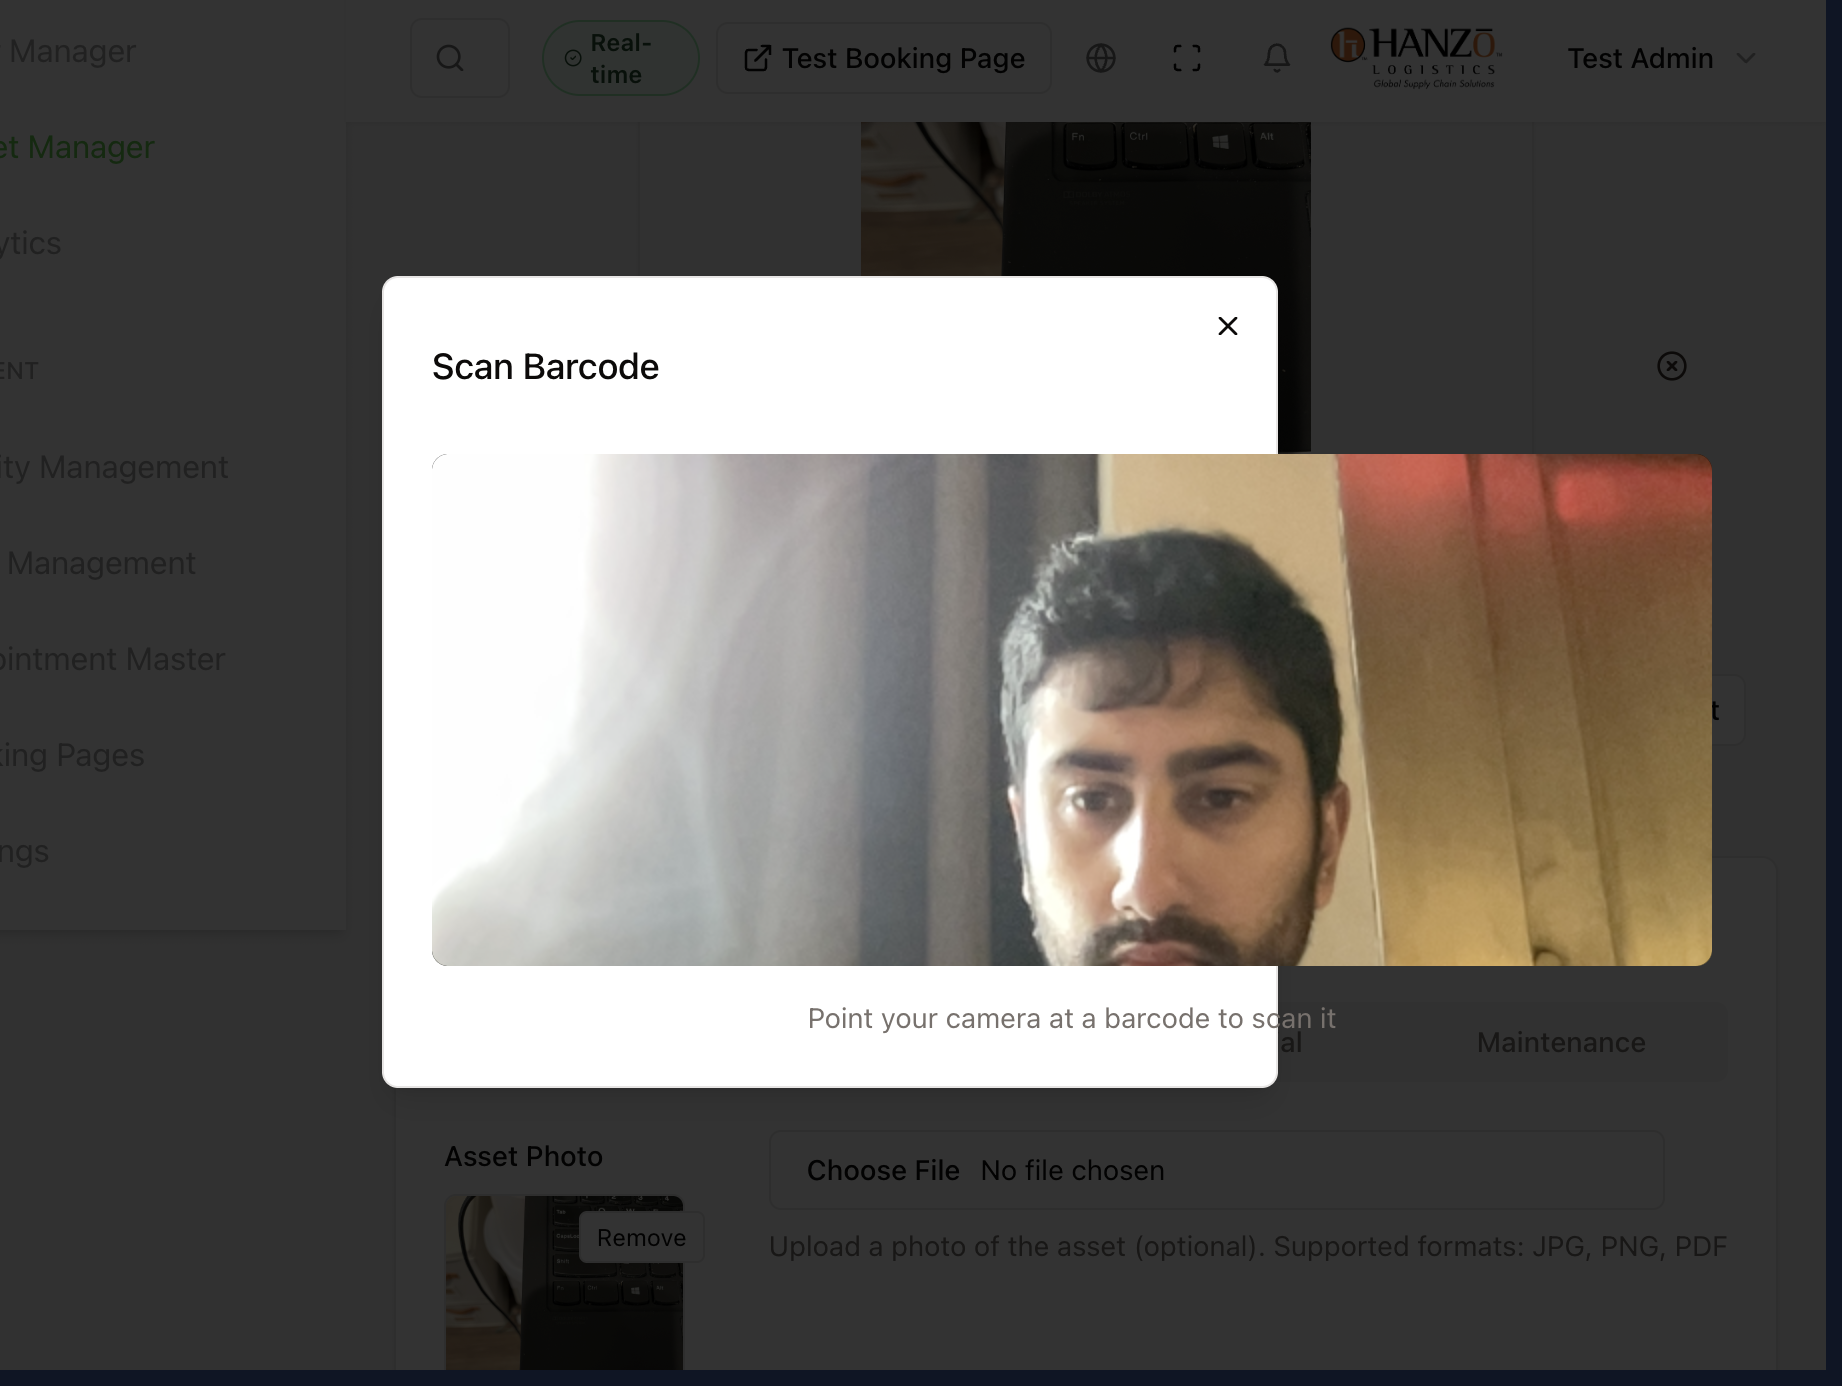 Manager
Real-
time
Test Booking Page
HANZō
LOGISTICS
Global Supply Chain Solutions
Test Admin
et Manager
Fn
Ctrl
Alt
ytics
Scan Barcode
ENT
ity Management
Management
ointment Master
t
king Pages
ngs
Point your camera at a barcode to scan it
al
Maintenance
Asset Photo
Choose File No file chosen
Remove
Upload a photo of the asset (optional). Supported formats: JPG, PNG, PDF